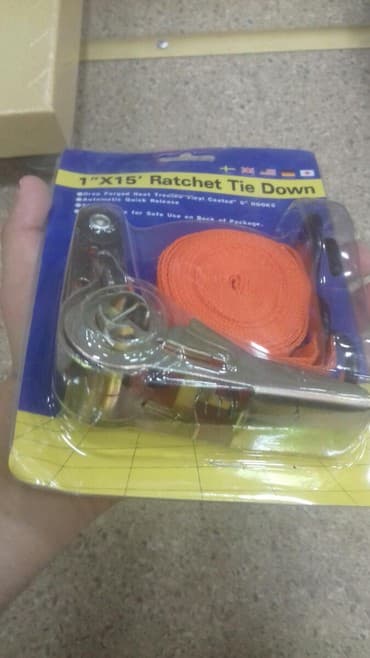 1"X15' Ratchet Tie Down
Drop Forged Heat Treated Vinyl Coated "S" HOOKS
Automatic Quick Release
for Safe Use on Back of Package.